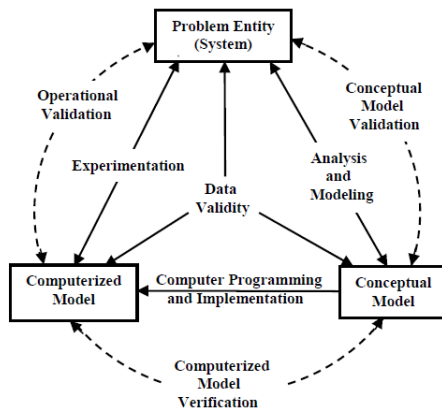 Problem Entity
(System)
Operational
Validation
Conceptual
Model
Validation
Experimentation
Analysis
and
Modeling
Data
Validity
Computerized
Model
Computer Programming
and Implementation
Conceptual
Model
Computerized
Model
Verification